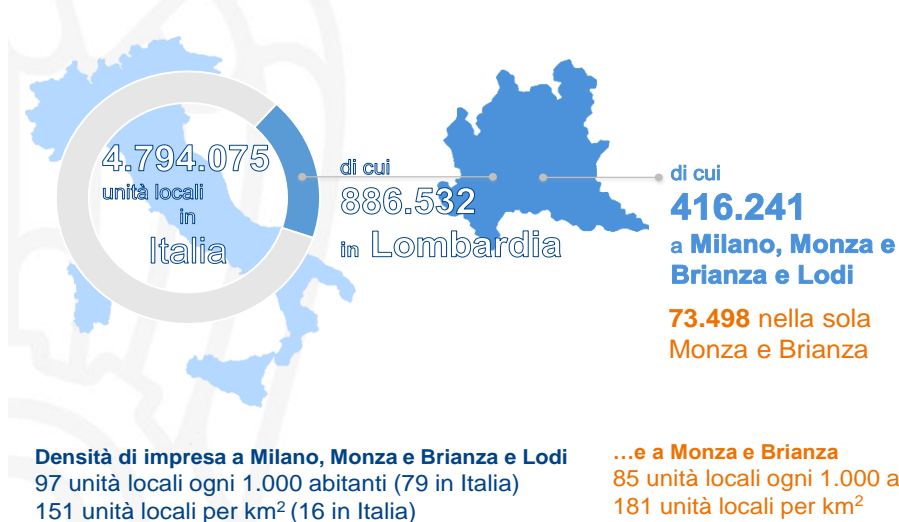 4.794.075
unità locali
in
Italia
di cui
886.532
in Lombardia
di cui
416.241
a Milano, Monza e
Brianza e Lodi
73.498 nella sola
Monza e Brianza
Densità di impresa a Milano, Monza e Brianza e Lodi
97 unità locali ogni 1.000 abitanti (79 in Italia)
151 unità locali per km² (16 in Italia)
…e a Monza e Brianza
85 unità locali ogni 1.000 a
181 unità locali per km²